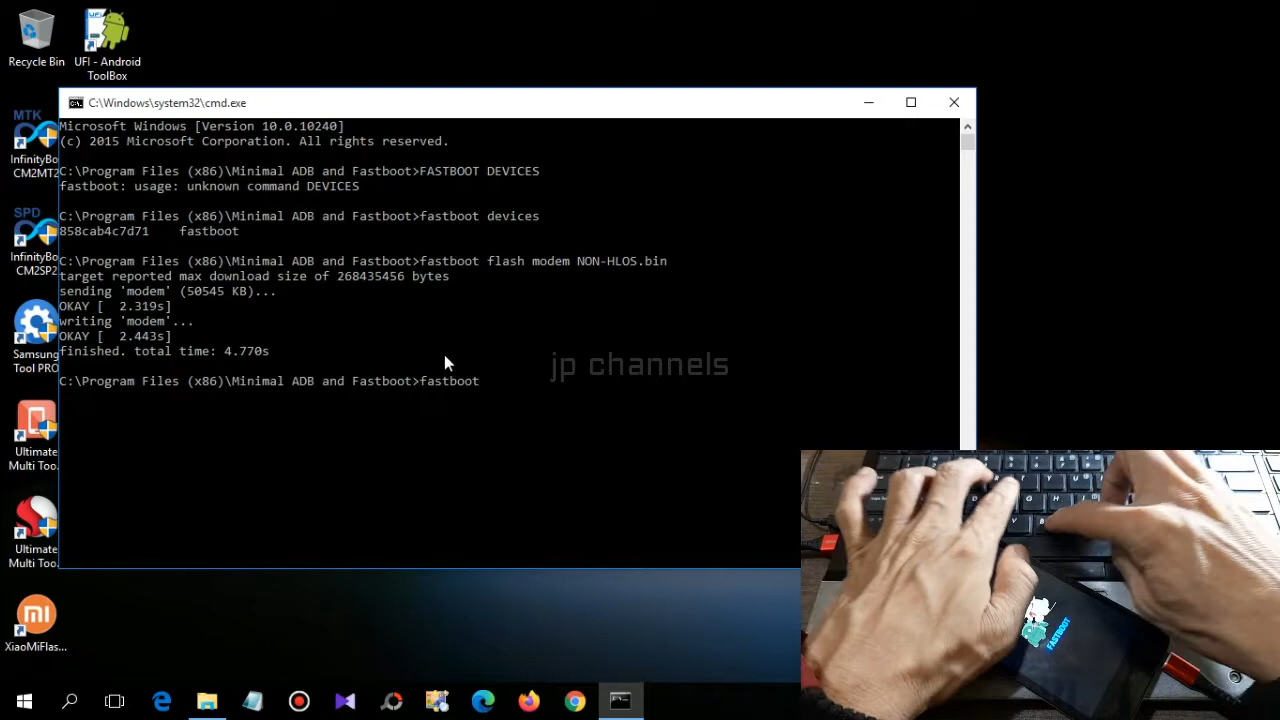 Recycle Bin
UFI - Android
ToolBox
MTK
InfinityBo
CM2MT2
SPD
InfinityBo
CM2SP2
Samsung
Tool PRO
Ultimate
Multi Too...
Ultimate
Multi Too...
XiaoMiFlas...
C:\Windows\system32\cmd.exe
Microsoft Windows [Version 10.0.10240]
(c) 2015 Microsoft Corporation. All rights reserved.
C:\Program Files (x86)\Minimal ADB and Fastboot>FASTBOOT DEVICES
fastboot: usage: unknown command DEVICES
C:\Program Files (x86)\Minimal ADB and Fastboot>fastboot devices
858cab4c7d71 fastboot
C:\Program Files (x86)\Minimal ADB and Fastboot>fastboot flash modem NON-HLOS.bin
target reported max download size of 268435456 bytes
sending 'modem' (50545 KB)...
OKAY [ 2.319s]
writing 'modem'...
OKAY [ 2.443s]
finished. total time: 4.770s
C:\Program Files (x86)\Minimal ADB and Fastboot>fastboot
jp channels
FASTBOOT